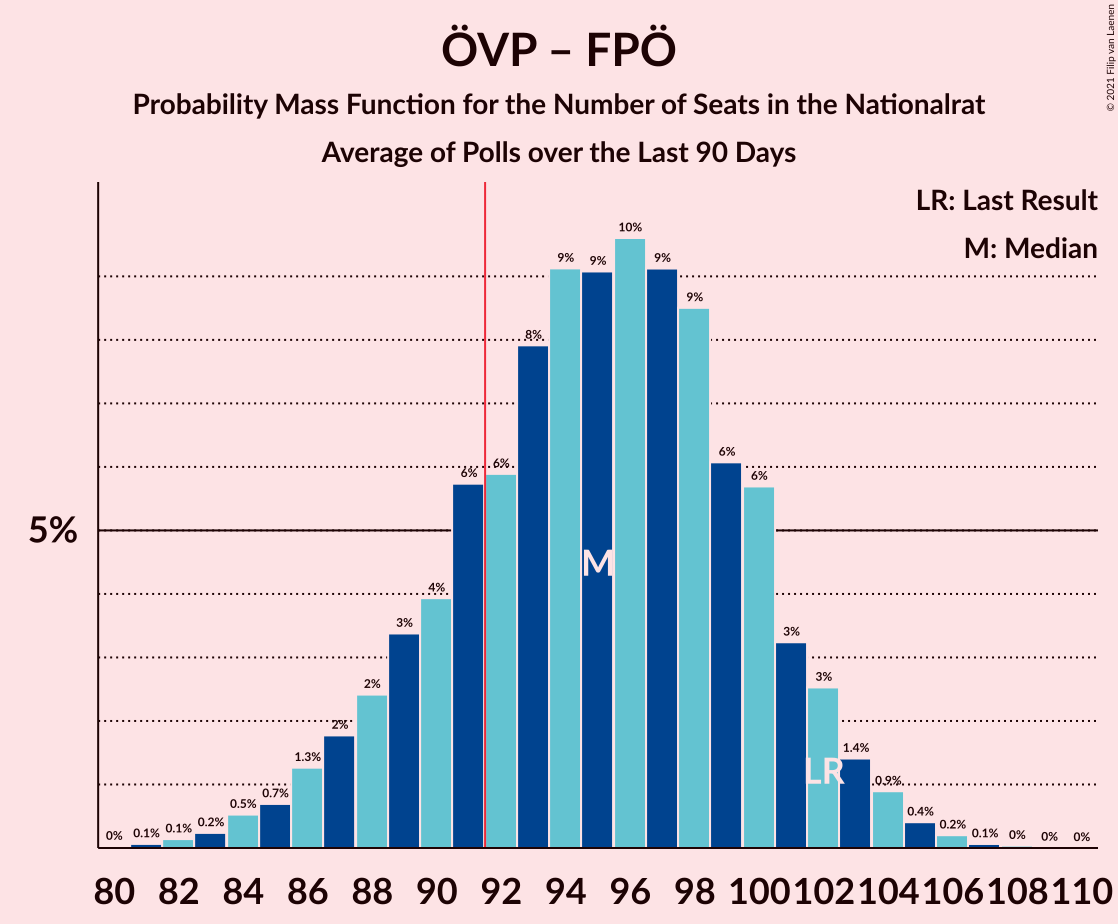 ÖVP – FPÖ
Probability Mass Function for the Number of Seats in the Nationalrat
Average of Polls over the Last 90 Days
© 2021 Filip van Laenen
LR: Last Result
M: Median
5%
0% 0.1% 0.1% 0.2% 0.5% 0.7% 1.3% 2% 2% 3% 4% 6% 6% 8% 9% 9% 10% 9% 9% 6% 6% 3% 3% 1.4% 0.9% 0.4% 0.2% 0.1% 0% 0% 0%
M
LR
80 82 84 86 88 90 92 94 96 98 100 102 104 106 108 110